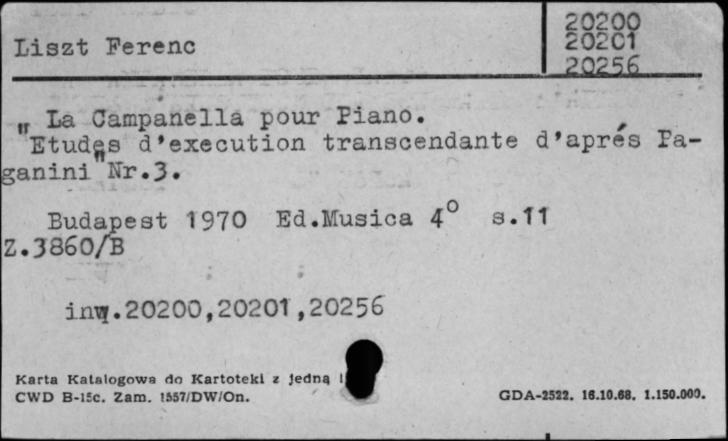 Liszt Ferenc
20200
20201
20256
La Campanella pour Piano.
"Etudes d'execution transcendante d'aprés Pa-
ganini"Nr.3.
Budapest 1970 Ed.Musica 4° s.11
Z.3860/B
inw.20200,20201,20256
Karta Katalogowa do Kartoteki z jedną
CWD B-15c. Zam. 1557/DW/On.
GDA-2522. 16.10.68. 1.150.000.